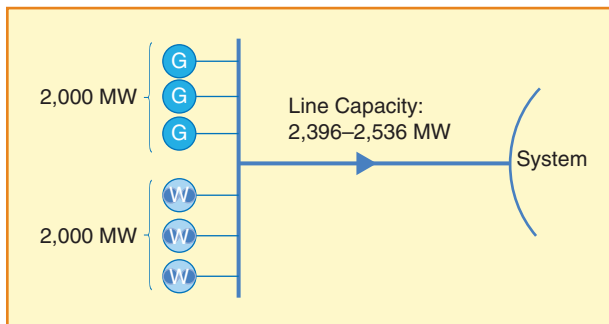 2,000 MW
G
G
G
Line Capacity:
2,396–2,536 MW
System
2,000 MW
W
W
W